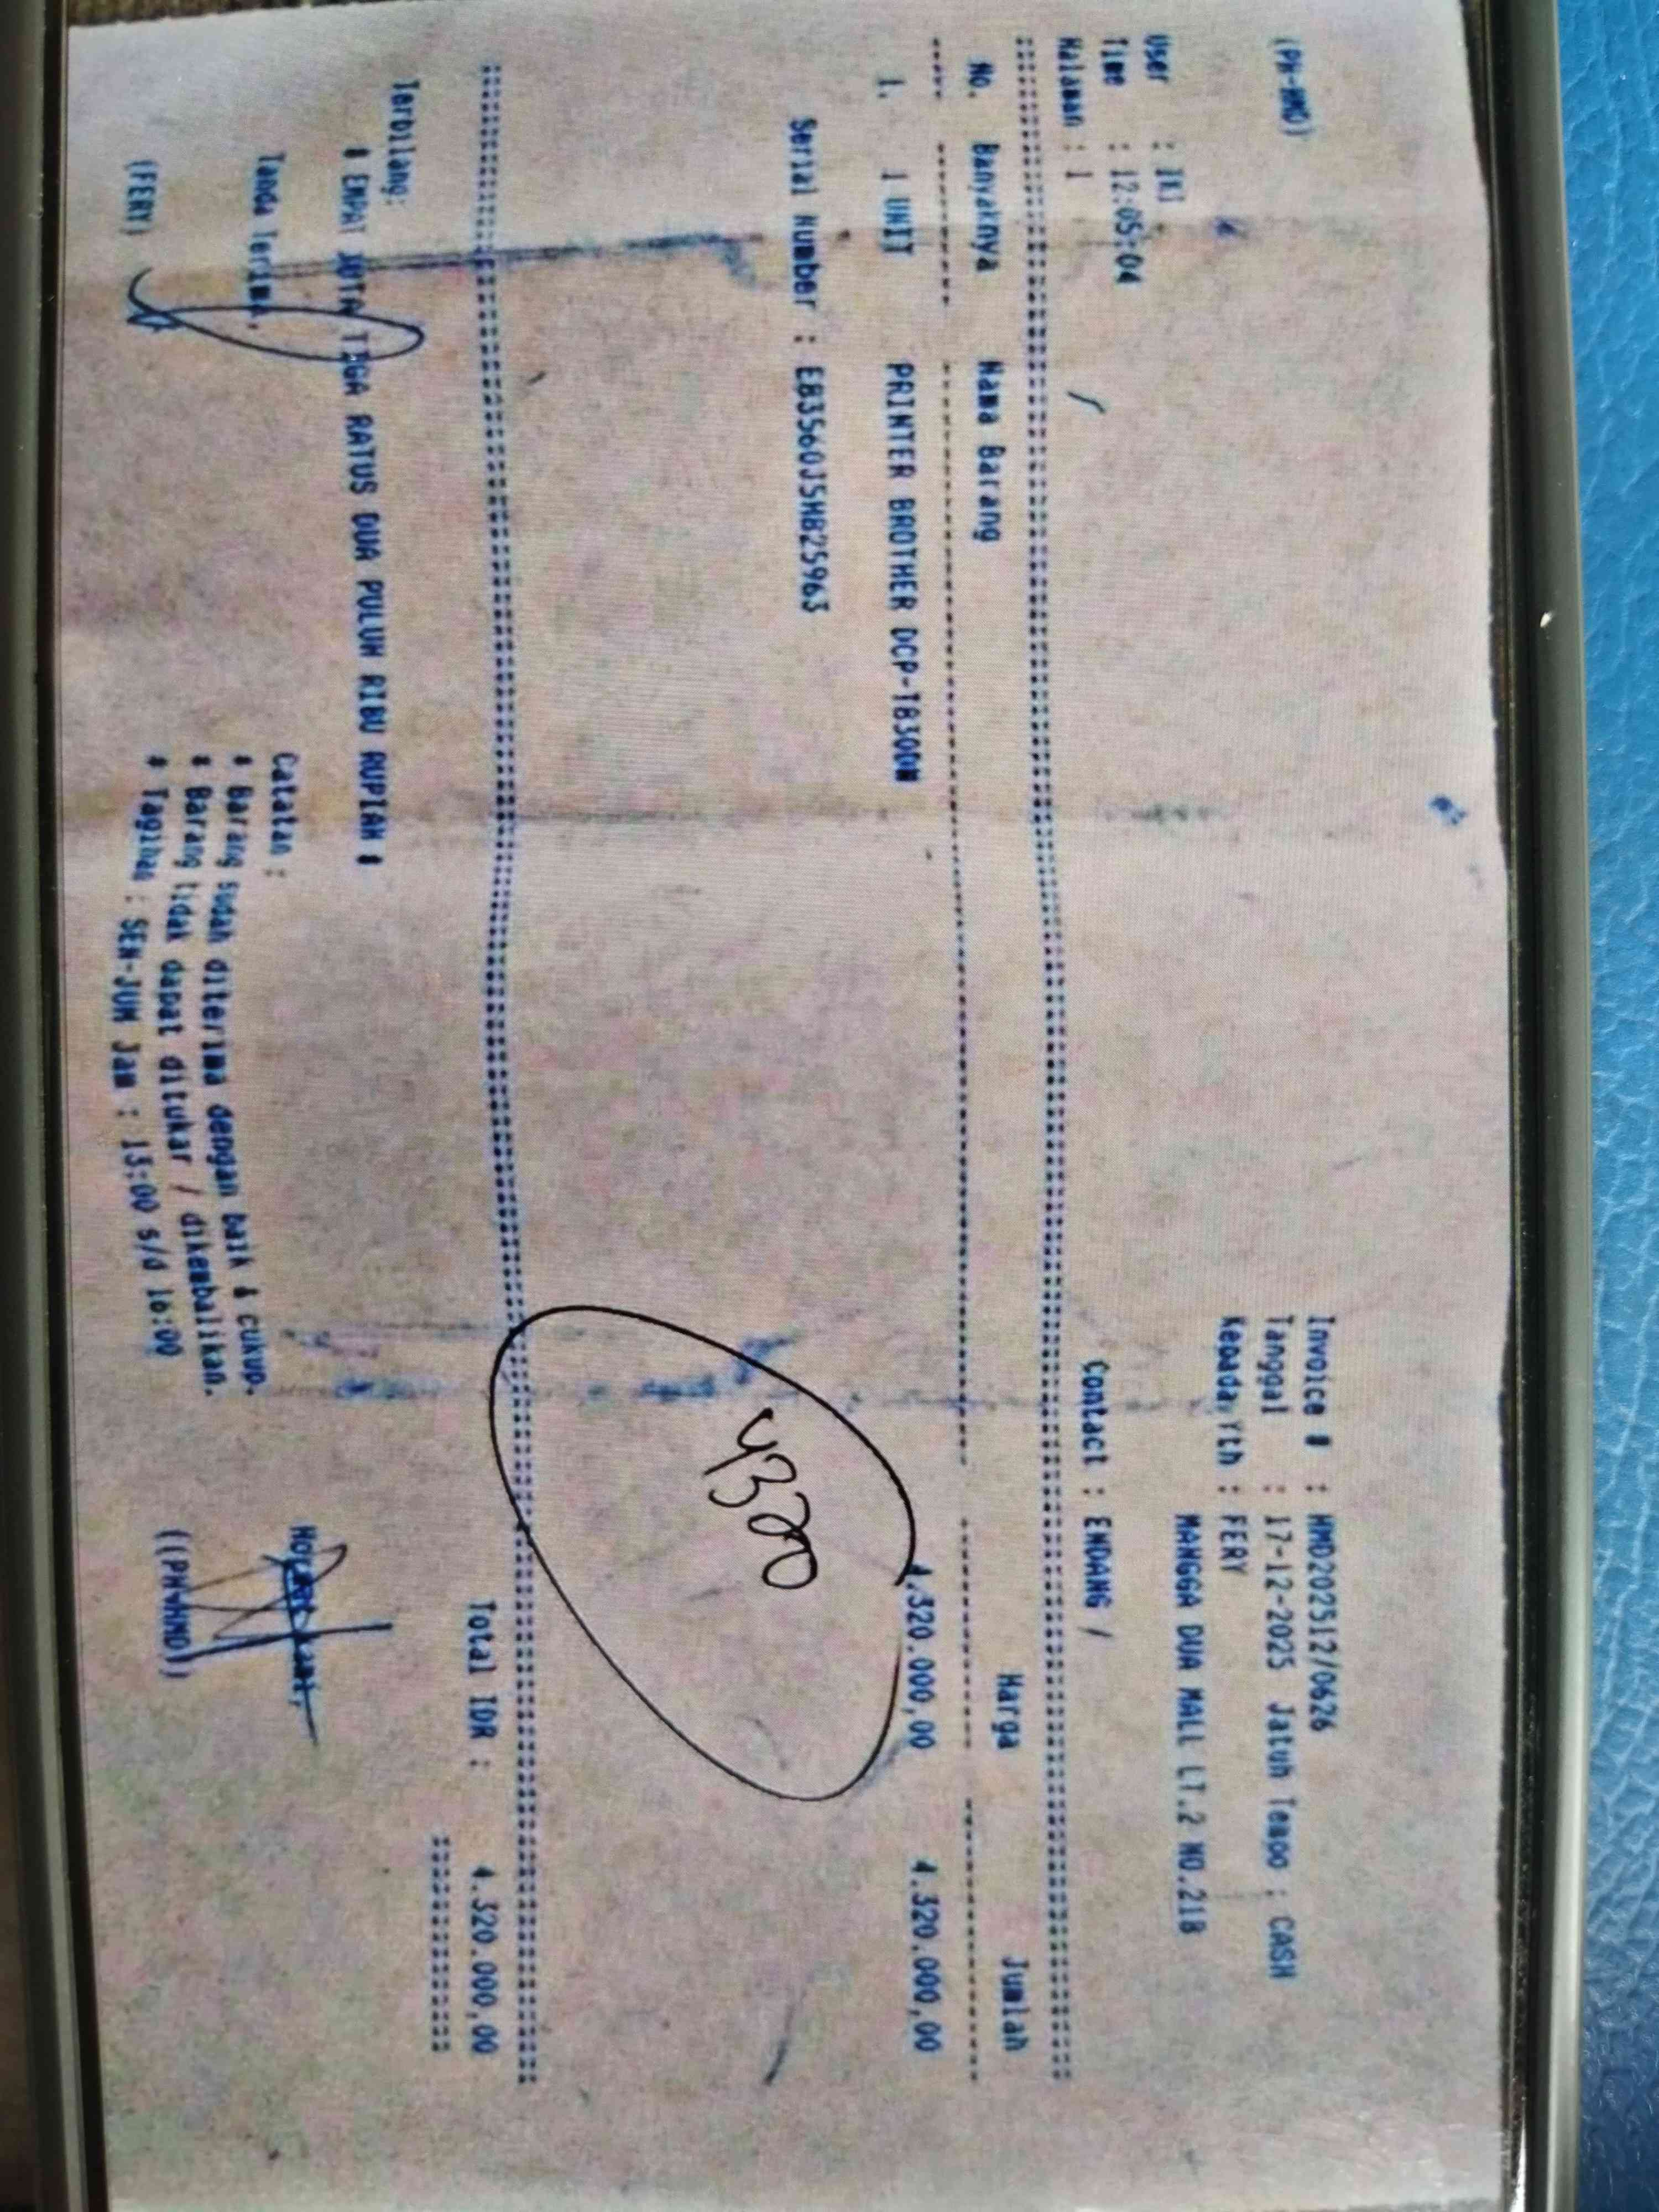 (PH-HMD)
Invoice # : HMD2202512/0626
User : IKI
Tanggal : 17-12-2025 Jatuh Tempo : CASH
Time : 12:05:04
Kepada Yth : FERY
Halaman : 1
MANGGA DUA MALL LT.2 NO.21B
Contact : ENDANG /
No. Banyaknya Nama Barang Harga Jumlah
1. 1 UNIT PRINTER BROTHER DCP-T830DW 4.320.000,00 4.320.000,00
Serial Number : E83560J5H825963
4320
Total IDR : 4.320.000,00
Terbilang:
# EMPAT JUTA TIGA RATUS DUA PULUH RIBU RUPIAH #
Catatan :
Tanda Terima,
Hormat Kami,
# Barang sudah diterima dengan baik & cukup.
# Barang tidak dapat ditukar / dikembalikan.
# Tagihan : SEN-JUM Jam : 13:00 s/d 16:00
(FERY)
((PH-HMD))